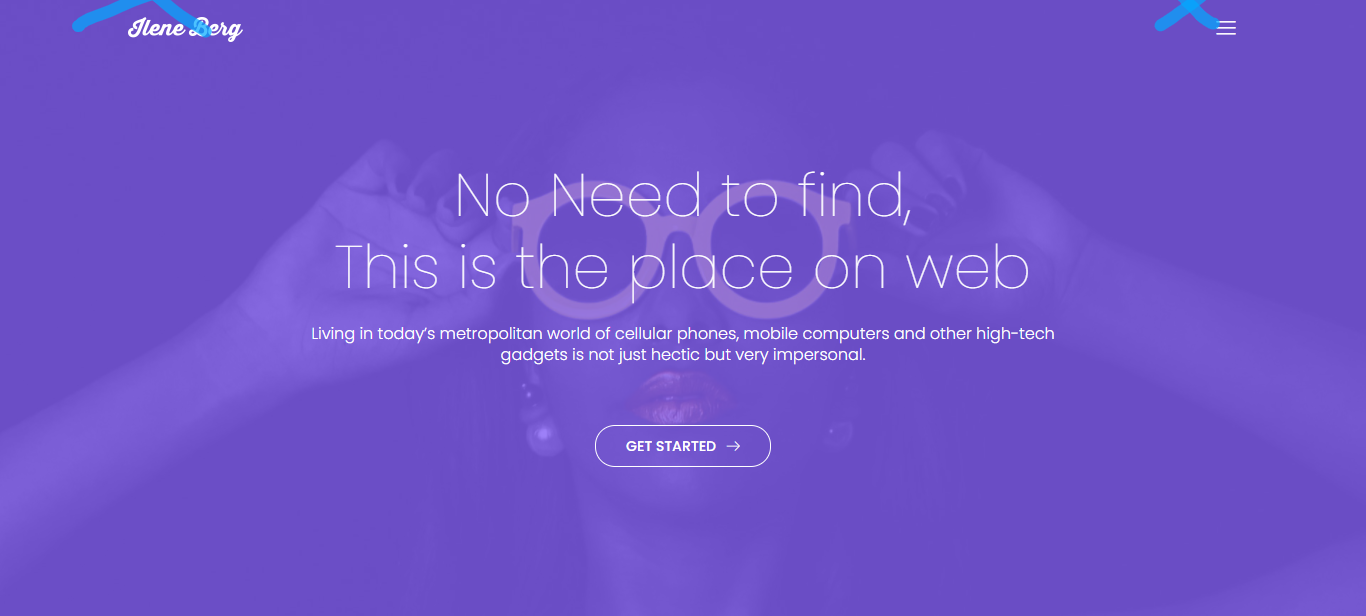 Ilene Berg
No Need to find,
This is the place on web
Living in today’s metropolitan world of cellular phones, mobile computers and other high-tech
gadgets is not just hectic but very impersonal.
GET STARTED →